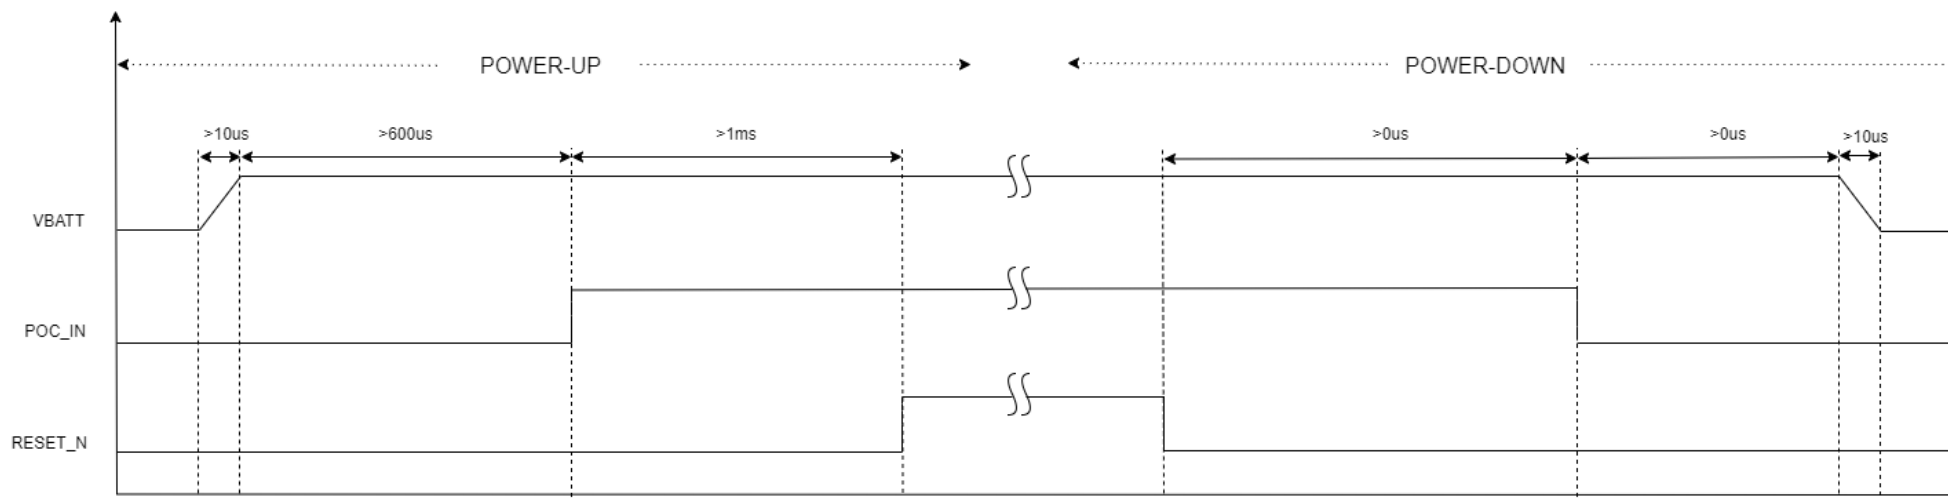 POWER-UP
POWER-DOWN
>10us
>600us
>1ms
>0us
>0us
>10us
VBATT
POC_IN
RESET_N